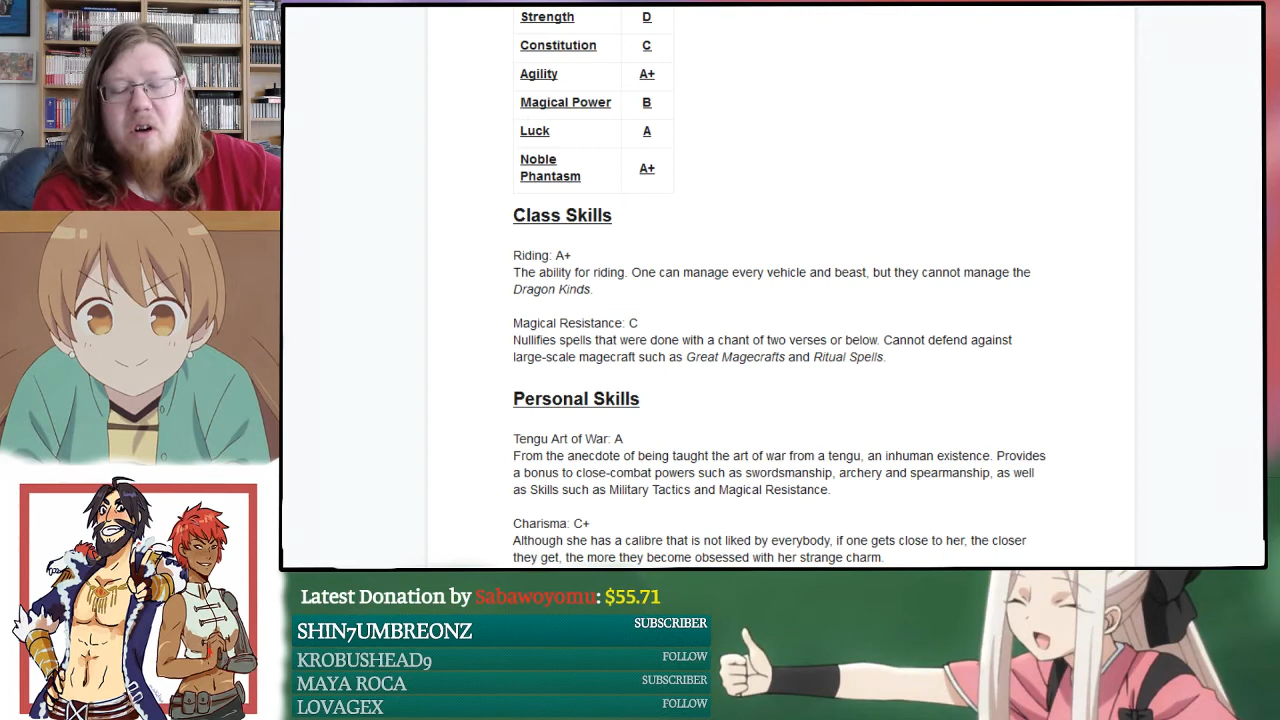 Strength D
Constitution C
Agility A+
Magical Power B
Luck A
Noble
Phantasm A+
Class Skills
Riding: A+
The ability for riding. One can manage every vehicle and beast, but they cannot manage the
Dragon Kinds.
Magical Resistance: C
Nullifies spells that were done with a chant of two verses or below. Cannot defend against
large-scale magecraft such as Great Magecrafts and Ritual Spells.
Personal Skills
Tengu Art of War: A
From the anecdote of being taught the art of war from a tengu, an inhuman existence. Provides
a bonus to close-combat powers such as swordsmanship, archery and spearmanship, as well
as Skills such as Military Tactics and Magical Resistance.
Charisma: C+
Although she has a calibre that is not liked by everybody, if one gets close to her, the closer
they get, the more they become obsessed with her strange charm.
Latest Donation by Sabawoyomu: $55.71
SHIN7UMBREONZ SUBSCRIBER
KROBUSHEAD9 FOLLOW
MAYA ROCA SUBSCRIBER
LOVAGEX FOLLOW